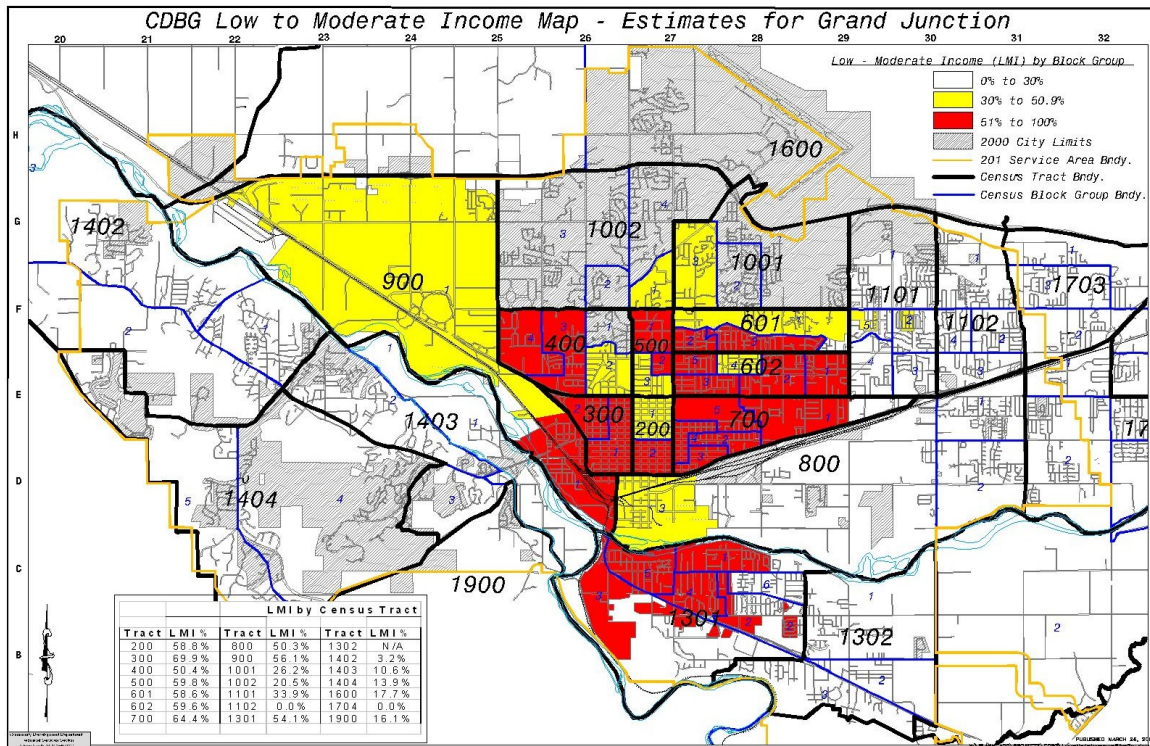 CDBG Low to Moderate Income Map - Estimates for Grand Junction
20 21 22 23 24 25 26 27 28 29 30 31 32
Low - Moderate Income (LMI) by Block Group
0% to 30%
30% to 50.9%
51% to 100%
2000 City Limits
201 Service Area Bndy.
Census Tract Bndy.
Census Block Group Bndy.
H
G
F
E
D
C
B
1600
1402
1002
1001
900
1101
1703
601
1102
400
500
602
300
200
700
1403
800
1404
1900
1301
1302
LMI by Census Tract
Tract LMI% Tract LMI% Tract LMI%
200 58.8% 800 50.3% 1302 N/A
300 69.9% 900 56.1% 1402 3.2%
400 50.4% 1001 26.2% 1403 10.6%
500 59.8% 1002 20.5% 1404 13.9%
601 58.6% 1101 33.9% 1600 17.7%
602 59.6% 1102 0.0% 1704 0.0%
700 64.4% 1301 54.1% 1900 16.1%
PUBLISHED MARCH 24, 20